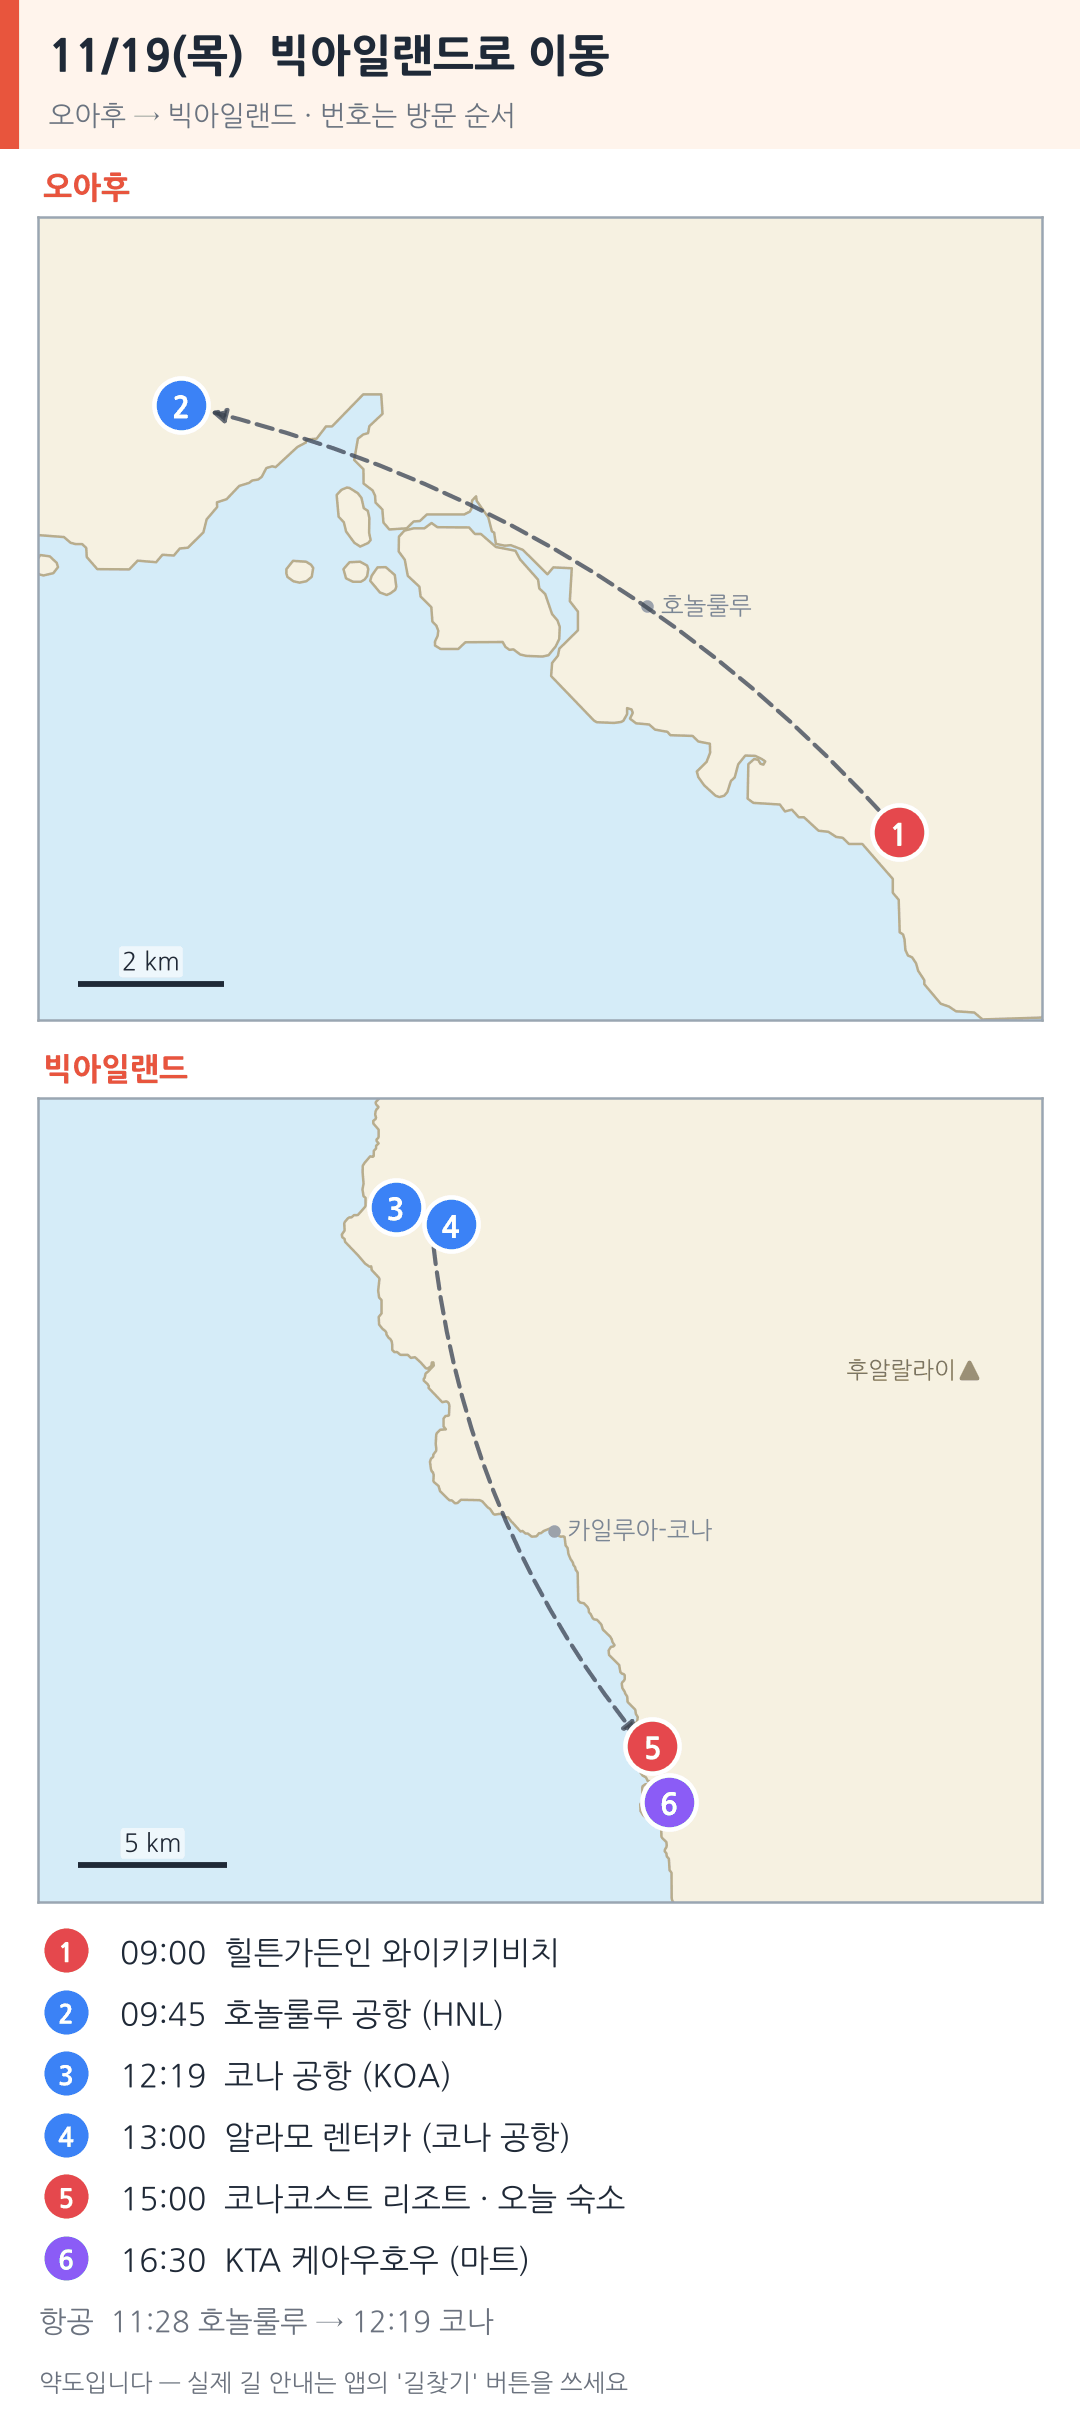 11/19(목) 빅아일랜드로 이동
오아후 → 빅아일랜드 · 번호는 방문 순서
오아후
2
호놀룰루
1
2 km
빅아일랜드
3
4
후알랄라이
카일루아-코나
5
6
5 km
1 09:00 힐튼가든인 와이키키비치
2 09:45 호놀룰루 공항 (HNL)
3 12:19 코나 공항 (KOA)
4 13:00 알라모 렌터카 (코나 공항)
5 15:00 코나코스트 리조트 · 오늘 숙소
6 16:30 KTA 케아우호우 (마트)
항공 11:28 호놀룰루 → 12:19 코나
약도입니다 — 실제 길 안내는 앱의 '길찾기' 버튼을 쓰세요